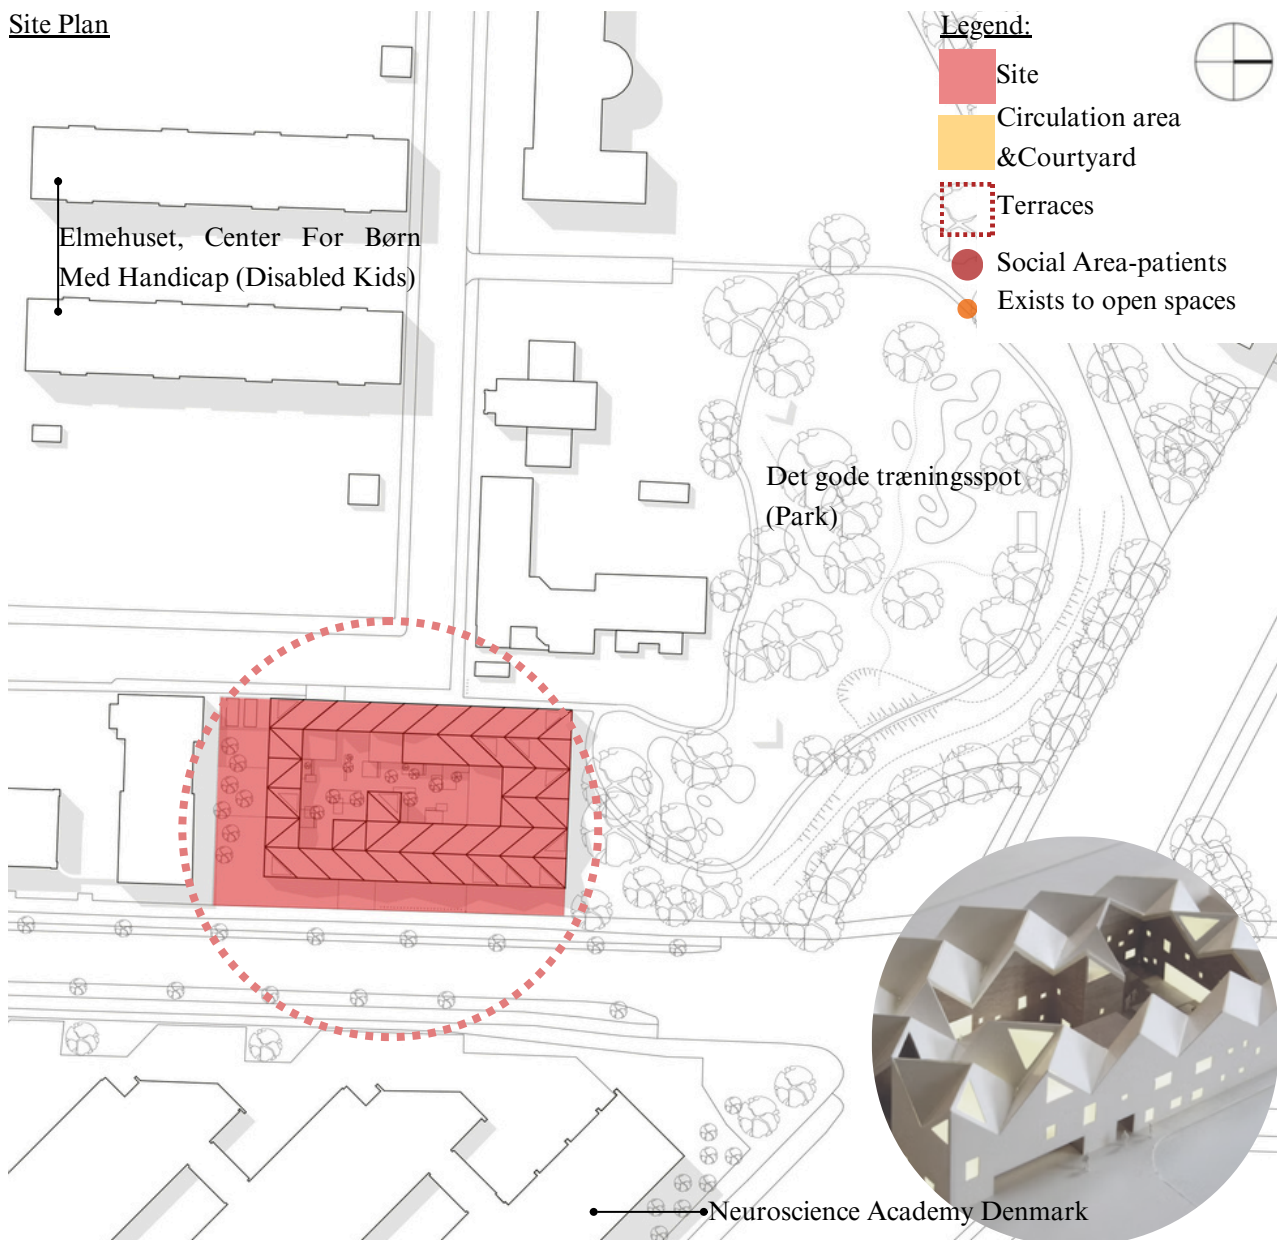 Site Plan
Legend:
Site
Circulation area
&Courtyard
Terraces
Social Area-patients
Exists to open spaces
Elmehuset, Center For Børn
Med Handicap (Disabled Kids)
Det gode træningsspot
(Park)
Neuroscience Academy Denmark